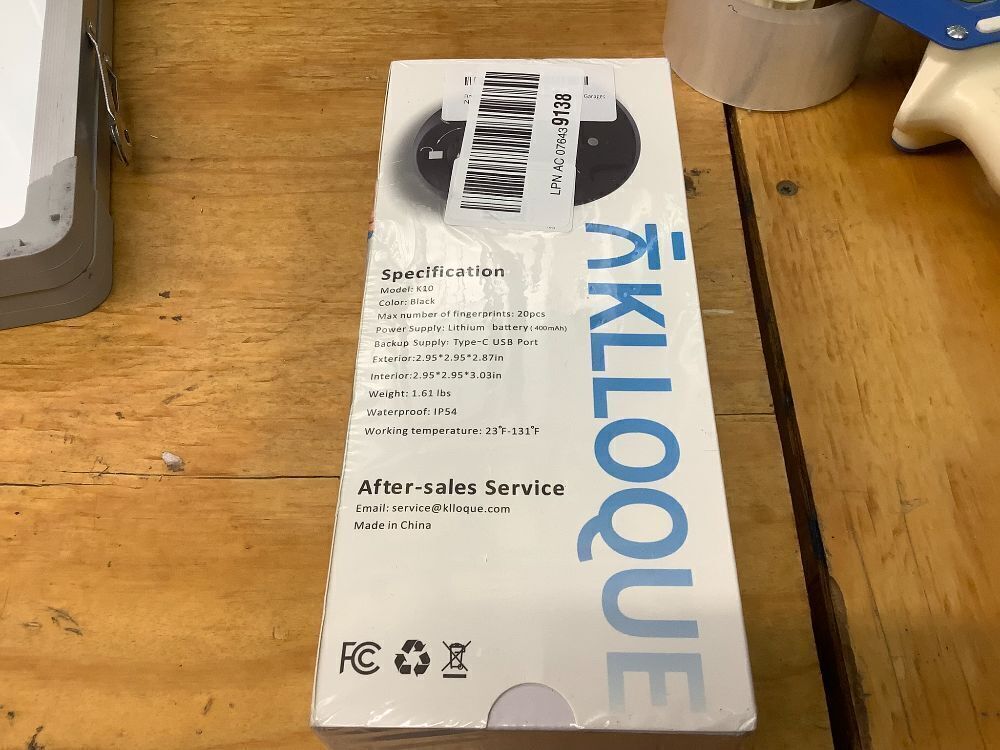 Garages
LPN AC 0764399138
KLLOQUE
Specification
Model: K10
Color: Black
Max number of fingerprints: 20pcs
Power Supply: Lithium battery(400mAh)
Backup Supply: Type-C USB Port
Exterior:2.95*2.95*2.87in
Interior:2.95*2.95*3.03in
Weight: 1.61 lbs
Waterproof: IP54
Working temperature: 23°F-131°F
After-sales Service
Email: service@klloque.com
Made in China
FC